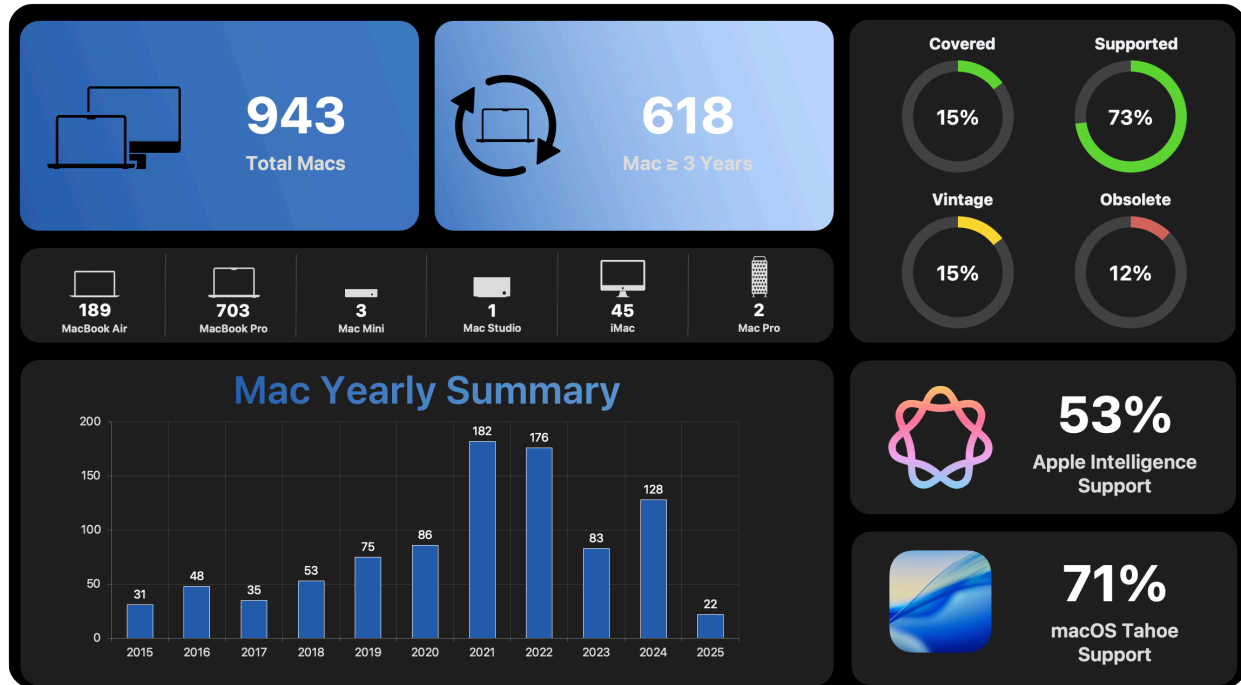 943
Total Macs
618
Mac ≥ 3 Years
Covered
15%
Supported
73%
Vintage
15%
Obsolete
12%
189
MacBook Air
703
MacBook Pro
3
Mac Mini
1
Mac Studio
45
iMac
2
Mac Pro
Mac Yearly Summary
200
150
100
50
0
31
48
35
53
75
86
182
176
83
128
22
2015
2016
2017
2018
2019
2020
2021
2022
2023
2024
2025
53%
Apple Intelligence
Support
71%
macOS Tahoe
Support